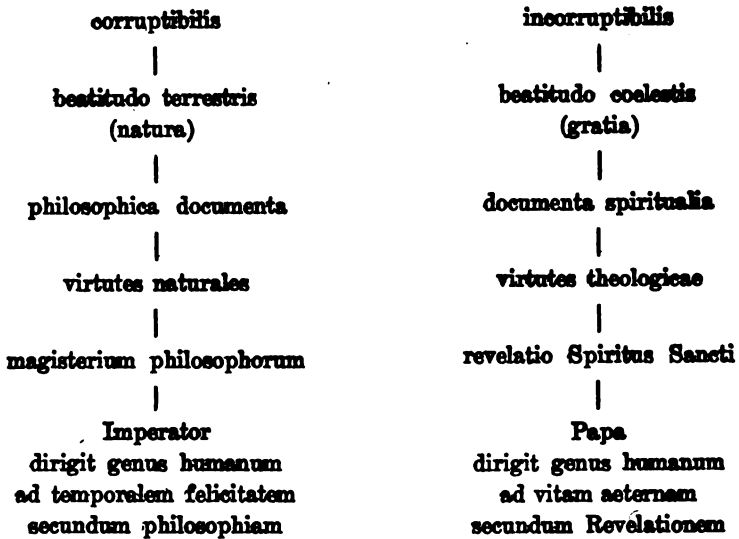 corruptibilis
beatitudo terrestris
(natura)
philosophica documenta
virtutes naturales
magisterium philosophorum
Imperator
dirigit genus humanum
ad temporalem felicitatem
secundum philosophiam
incorruptibilis
beatitudo coelestis
(gratia)
documenta spiritualia
virtutes theologicae
revelatio Spiritus Sancti
Papa
dirigit genus humanum
ad vitam aeternam
secundum Revelationem